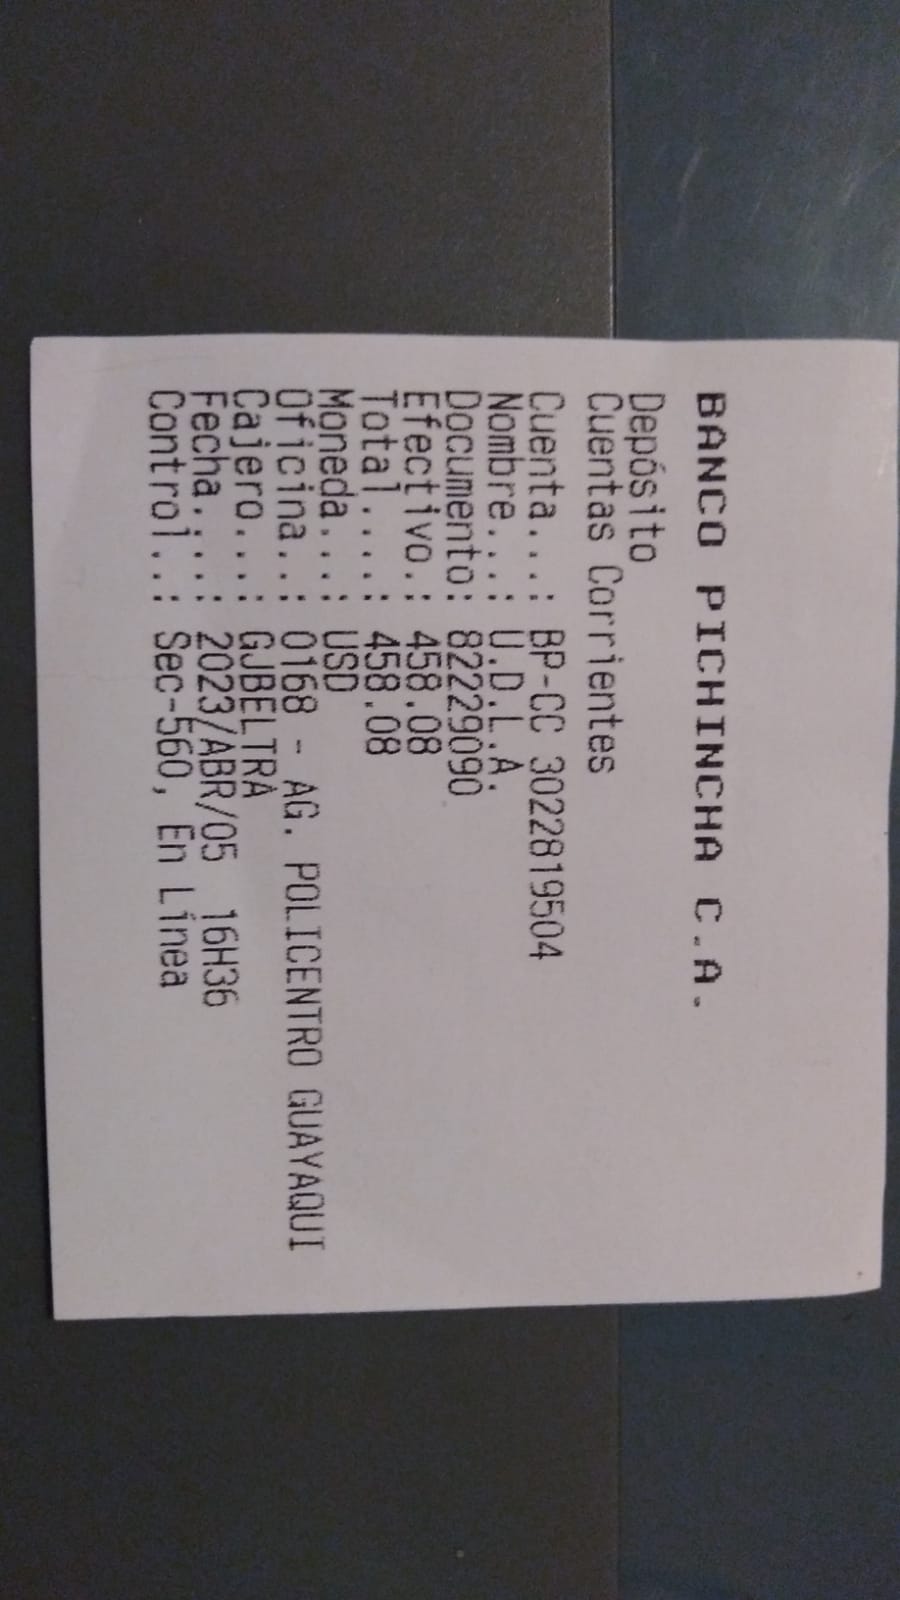 BANCO PICHINCHA C.A.
Depósito
Cuentas Corrientes
Cuenta...: BP-CC 3022819504
Nombre...: U.D.L.A.
Documento: 82229090
Efectivo.: 458.08
Total....: 458.08
Moneda...: USD
Oficina..: 0168 - AG. POLICENTRO GUAYAQUI
Cajero...: GJBELTRA
Fecha....: 2023/ABR/05 16H36
Control..: Sec-560, En Línea